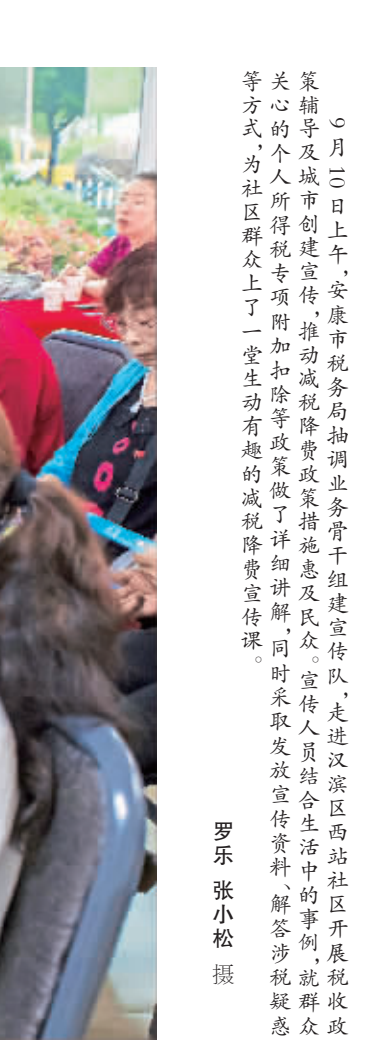 9月10日上午,安康市税务局抽调业务骨干组建宣传队,走进汉滨区西站社区开展税收政
策辅导及城市创建宣传,推动减税降费政策措施惠及民众。宣传人员结合生活中的事例,就群众
关心的个人所得税专项附加扣除等政策做了详细讲解,同时采取发放宣传资料、解答涉税疑惑
等方式,为社区群众上了一堂生动有趣的减税降费宣传课。
罗乐 张小松 摄